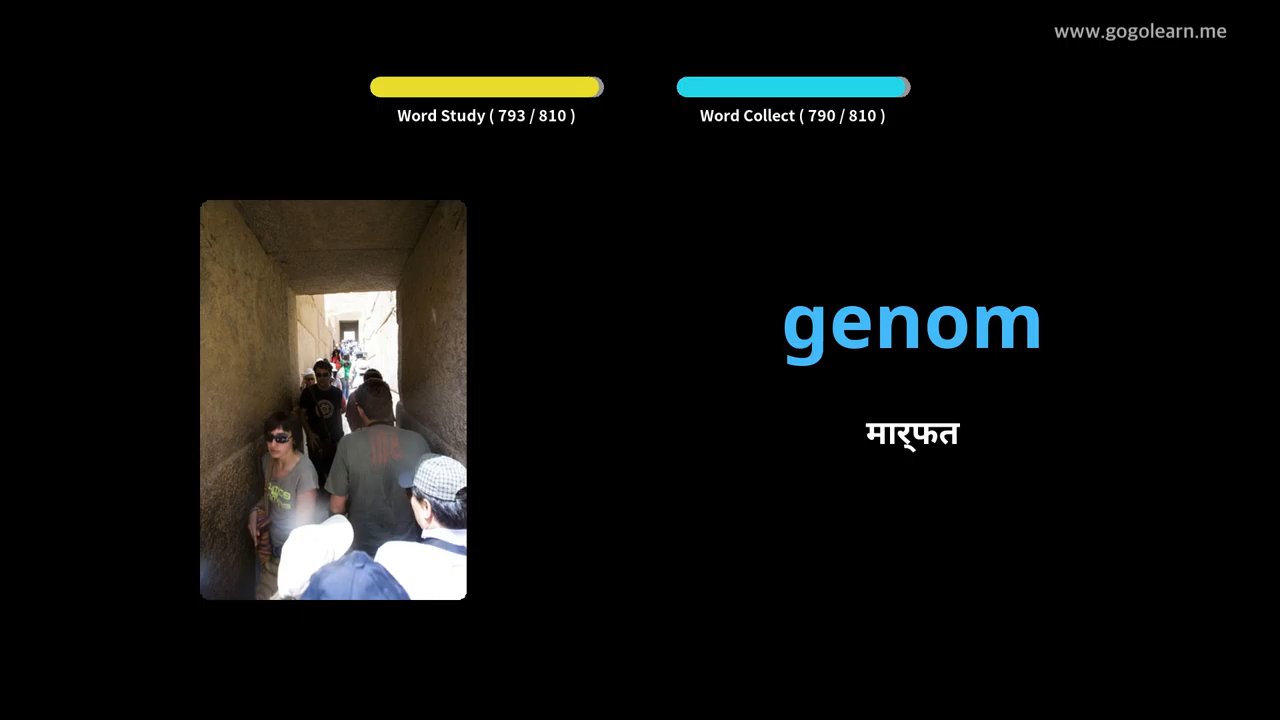 www.gogolearn.me
Word Study ( 793 / 810 )
Word Collect ( 790 / 810 )
genom
मार्फत